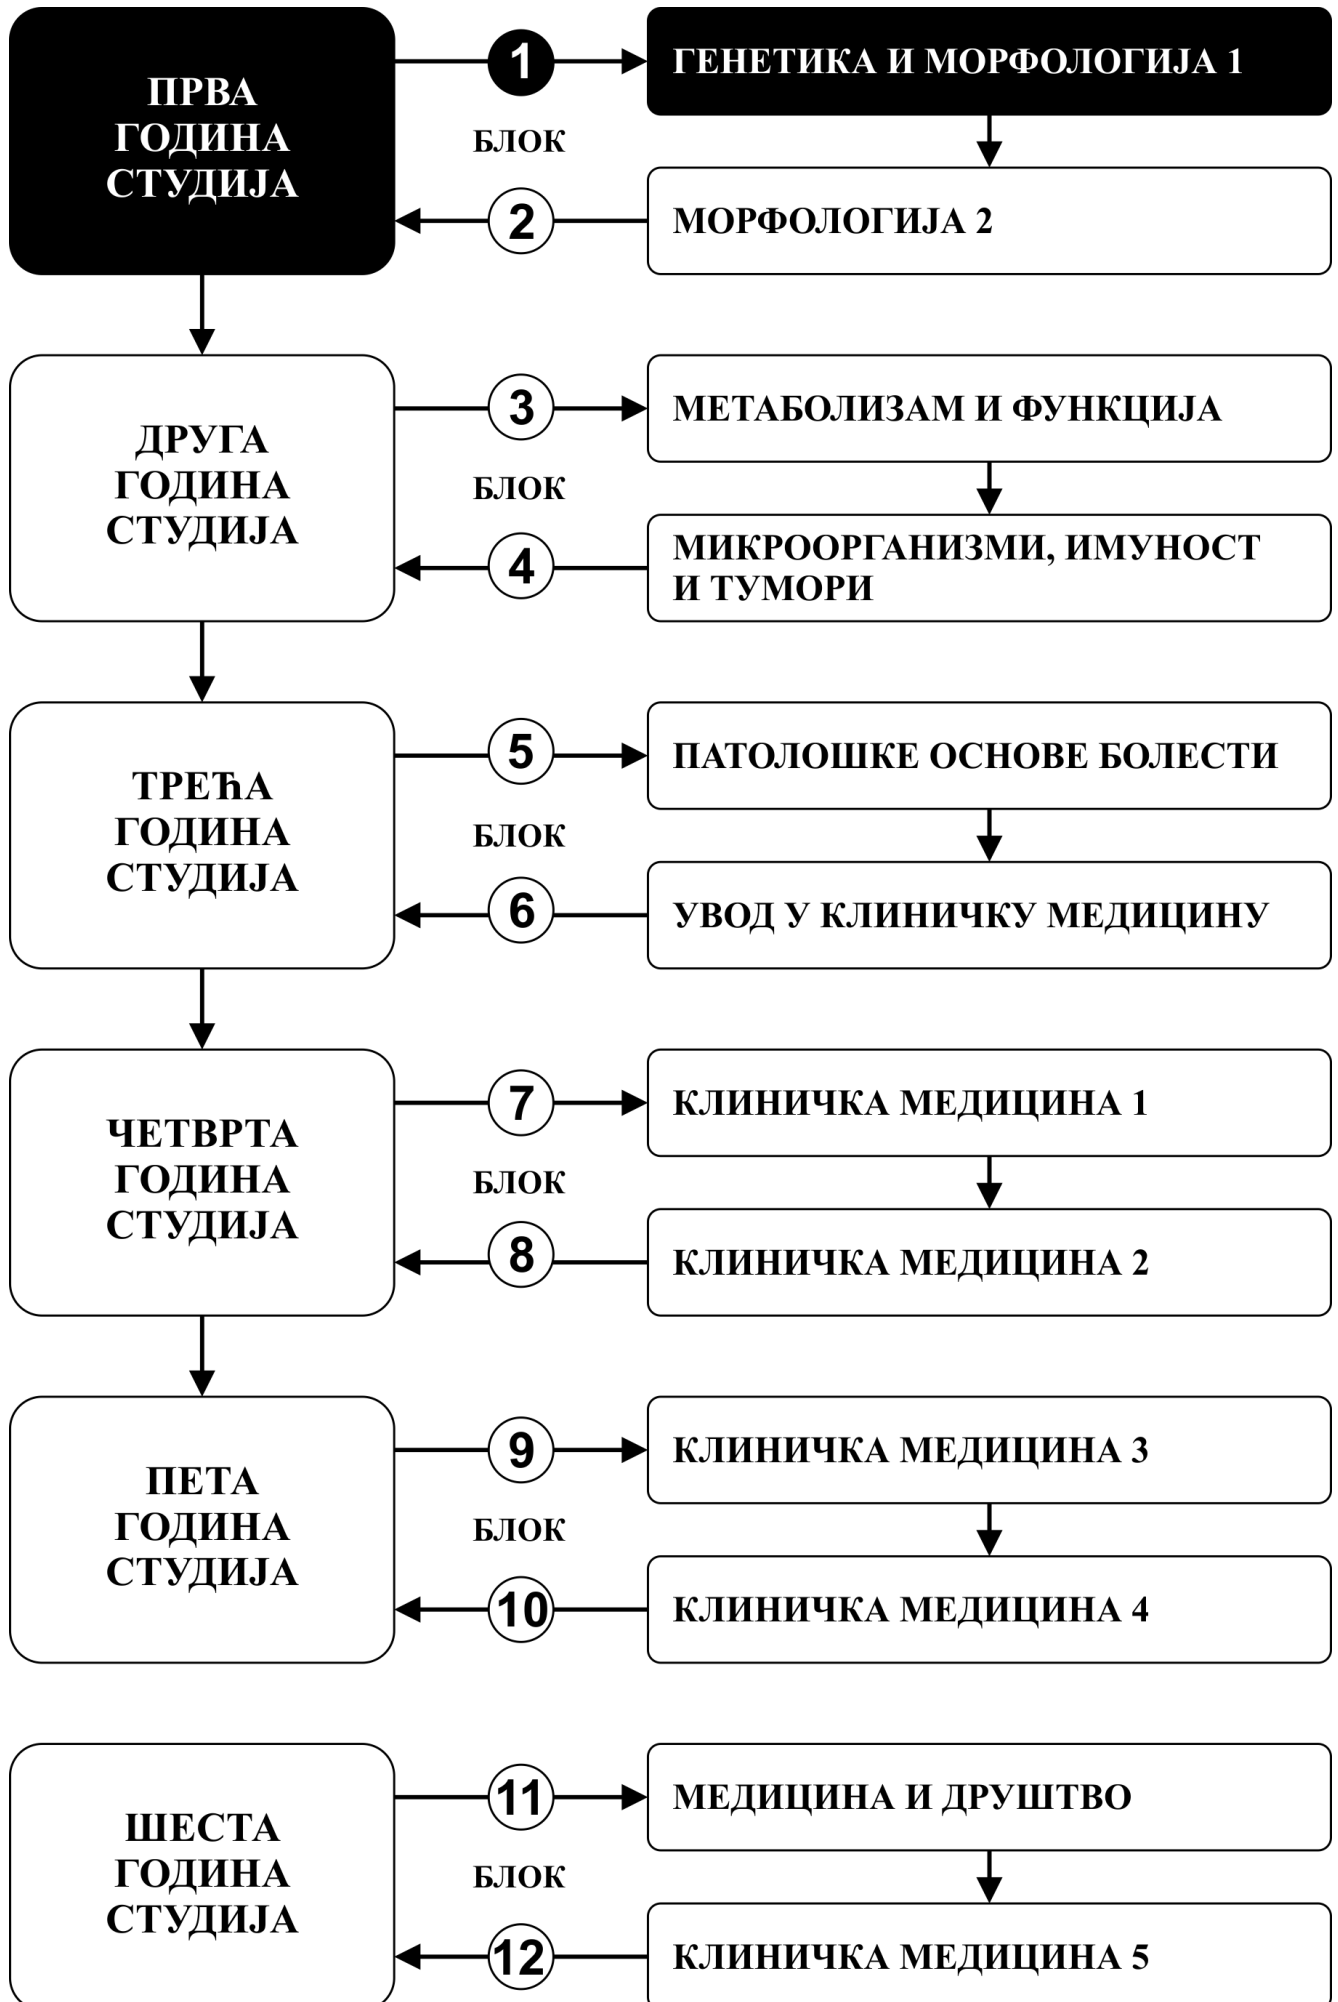 ПРВА
ГОДИНА
СТУДИЈА
1
БЛОК
2
ГЕНЕТИКА И МОРФОЛОГИЈА 1
МОРФОЛОГИЈА 2
ДРУГА
ГОДИНА
СТУДИЈА
3
БЛОК
4
МЕТАБОЛИЗАМ И ФУНКЦИЈА
МИКРООРГАНИЗМИ, ИМУНОСТ
И ТУМОРИ
ТРЕЋА
ГОДИНА
СТУДИЈА
5
БЛОК
6
ПАТОЛОШКЕ ОСНОВЕ БОЛЕСТИ
УВОД У КЛИНИЧКУ МЕДИЦИНУ
ЧЕТВРТА
ГОДИНА
СТУДИЈА
7
БЛОК
8
КЛИНИЧКА МЕДИЦИНА 1
КЛИНИЧКА МЕДИЦИНА 2
ПЕТА
ГОДИНА
СТУДИЈА
9
БЛОК
10
КЛИНИЧКА МЕДИЦИНА 3
КЛИНИЧКА МЕДИЦИНА 4
ШЕСТА
ГОДИНА
СТУДИЈА
11
БЛОК
12
МЕДИЦИНА И ДРУШТВО
КЛИНИЧКА МЕДИЦИНА 5